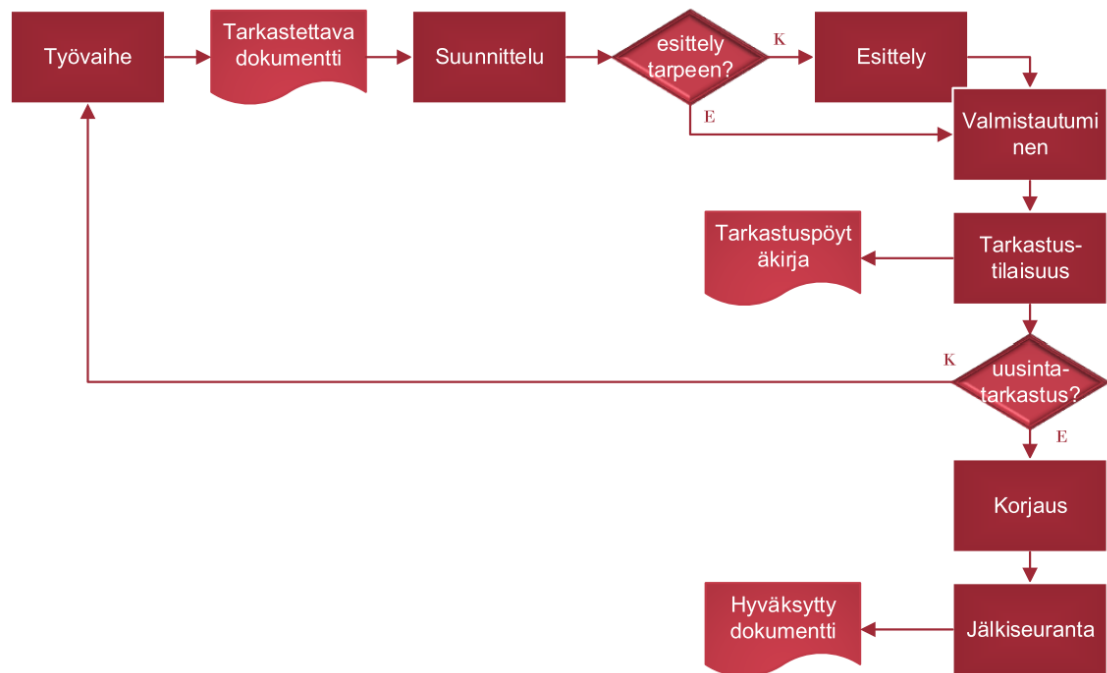 Työvaihe
Tarkastettava
dokumentti
Suunnittelu
esittely
tarpeen?
K
Esittely
E
Valmistautumi
nen
Tarkastuspöyt
äkirja
Tarkastus-
tilaisuus
K
uusinta-
tarkastus?
E
Korjaus
Hyväksytty
dokumentti
Jälkiseuranta